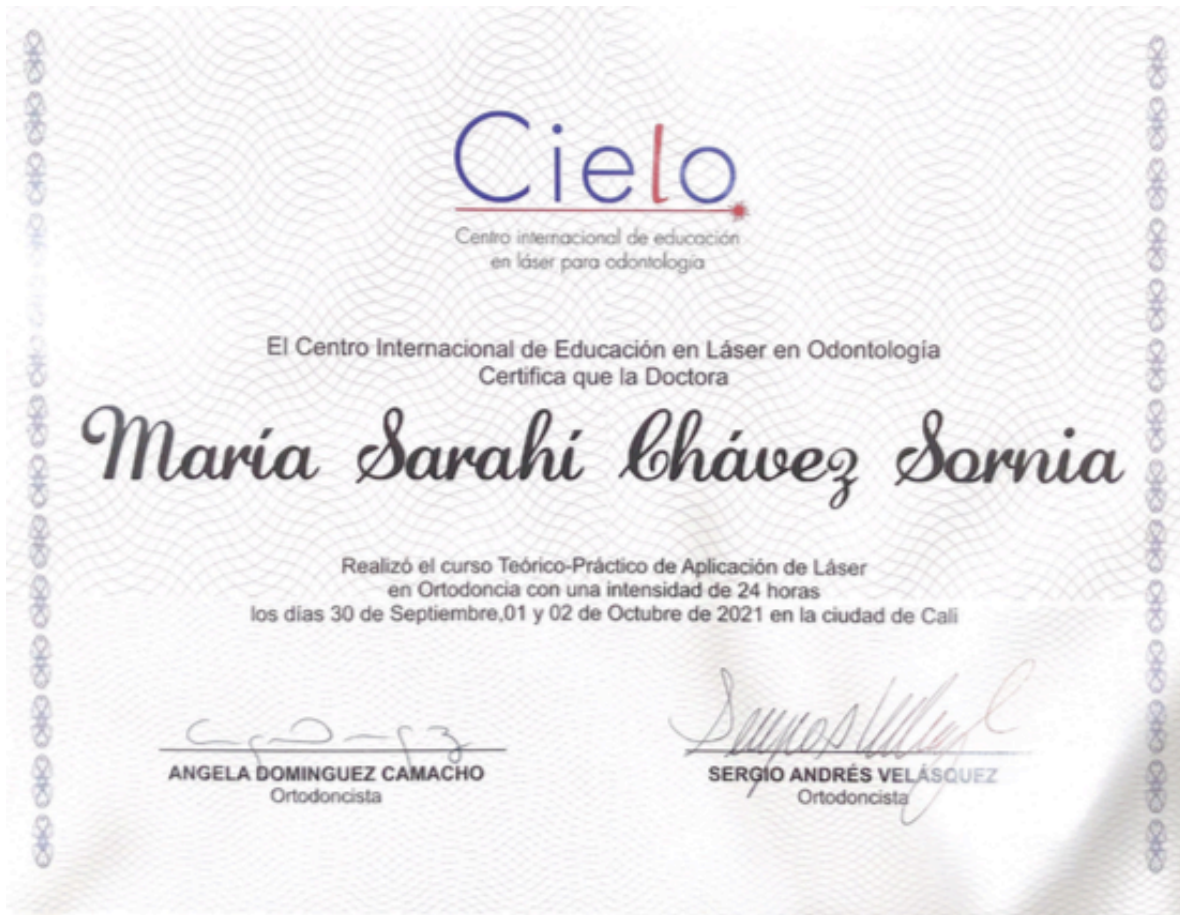 Cielo
Centro internacional de educación
en láser para odontología
El Centro Internacional de Educación en Láser en Odontología
Certifica que la Doctora
María Sarahí Chávez Sornia
Realizó el curso Teórico-Práctico de Aplicación de Láser
en Ortodoncia con una intensidad de 24 horas
los días 30 de Septiembre,01 y 02 de Octubre de 2021 en la ciudad de Cali
ANGELA DOMINGUEZ CAMACHO
Ortodoncista
SERGIO ANDRÉS VELÁSQUEZ
Ortodoncista